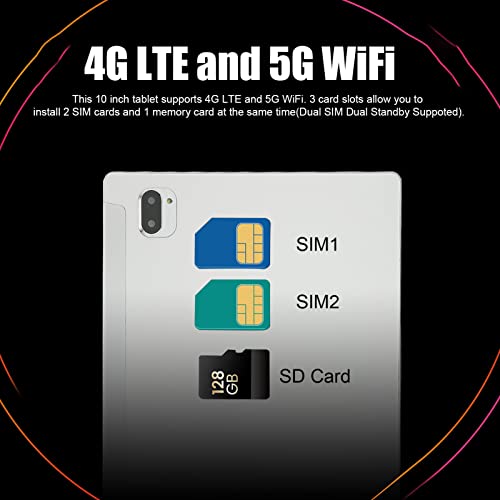 4G LTE and 5G WiFi
This 10 inch tablet supports 4G LTE and 5G WiFi. 3 card slots allow you to
install 2 SIM cards and 1 memory card at the same time(Dual SIM Dual Standby Suppoted).
SIM1
SIM2
128
GB
SD Card